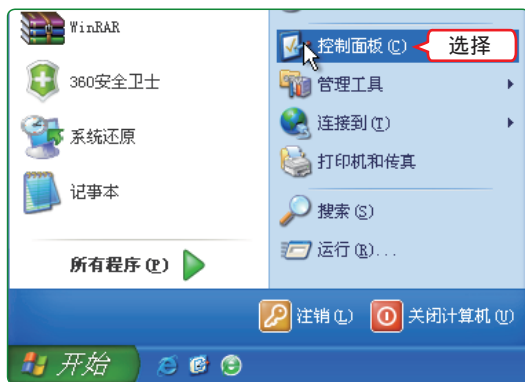 WinRAR
360安全卫士
系统还原
记事本
所有程序(P)
控制面板(C)
选择
管理工具
连接到(T)
打印机和传真
搜索(S)
运行(R)...
注销(L)
关闭计算机(U)
开始